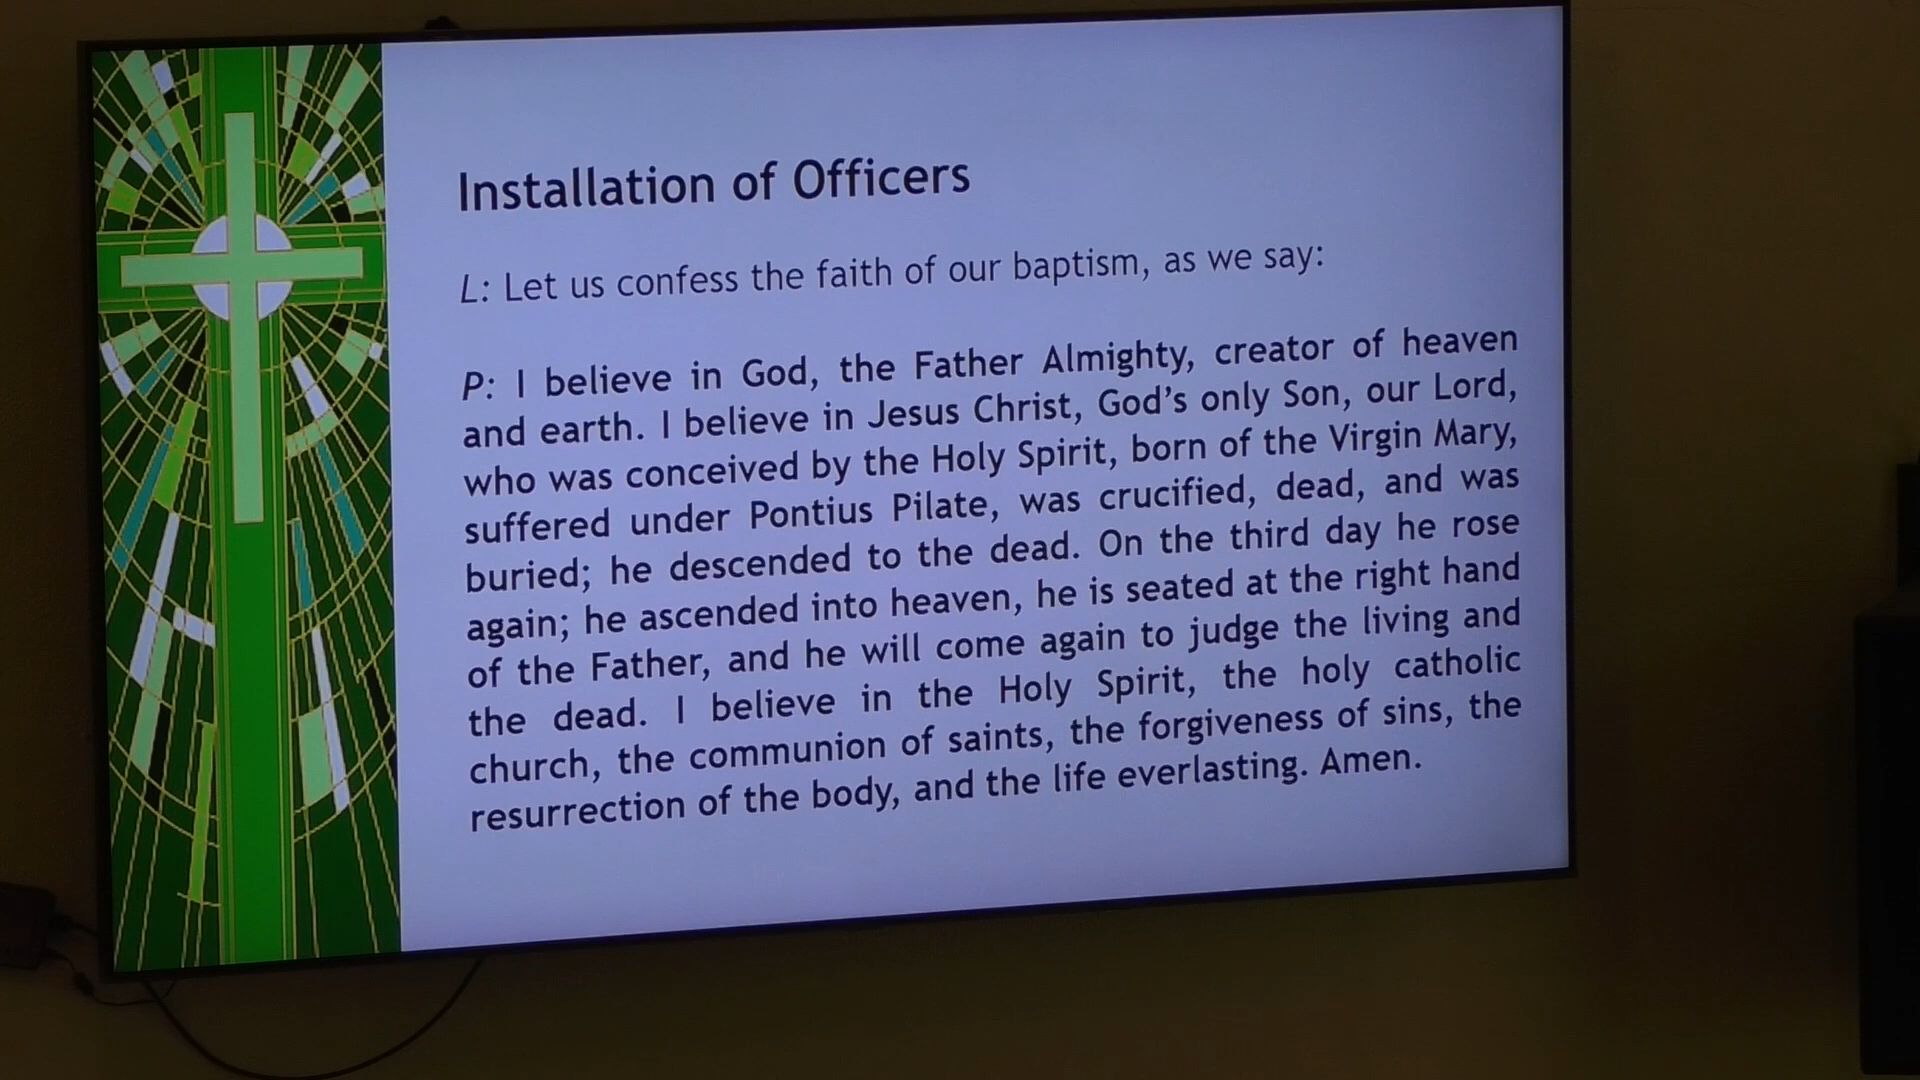 Installation of Officers
L: Let us confess the faith of our baptism, as we say:
P: I believe in God, the Father Almighty, creator of heaven
and earth. I believe in Jesus Christ, God's only Son, our Lord,
who was conceived by the Holy Spirit, born of the Virgin Mary,
suffered under Pontius Pilate, was crucified, dead, and was
buried; he descended to the dead. On the third day he rose
again; he ascended into heaven, he is seated at the right hand
of the Father, and he will come again to judge the living and
the dead. I believe in the Holy Spirit, the holy catholic
church, the communion of saints, the forgiveness of sins, the
resurrection of the body, and the life everlasting. Amen.